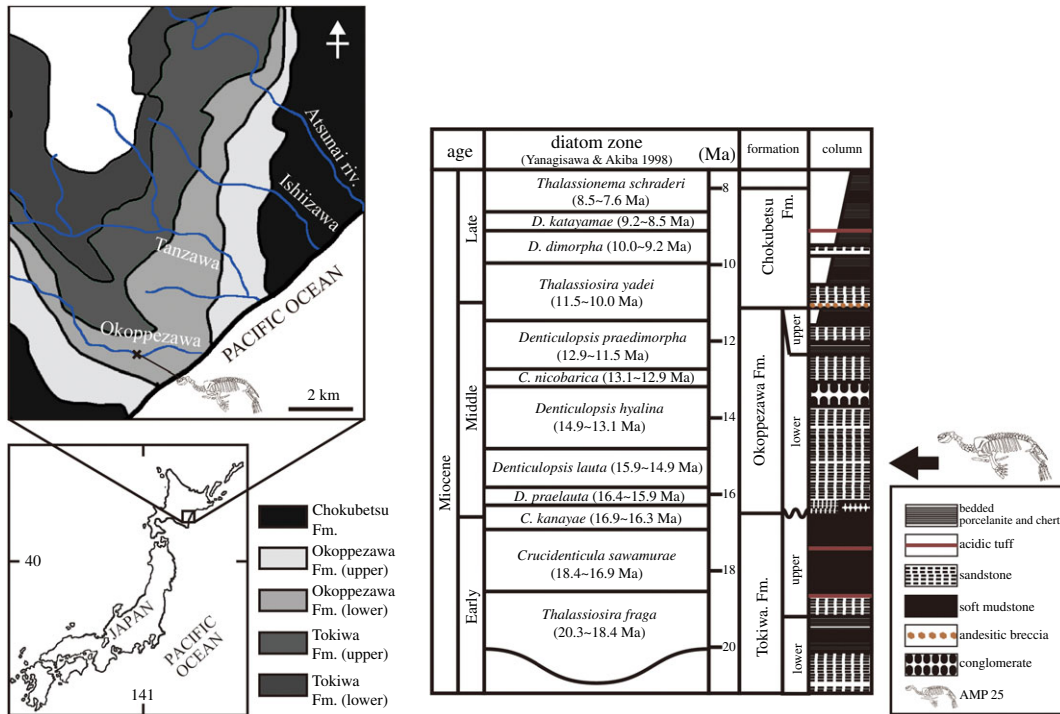 Atsunai riv.
Ishiizawa
Tanzawa
Okoppezawa
PACIFIC OCEAN
2 km
40
JAPAN
PACIFIC
OCEAN
141
Chokubetsu
Fm.
Okoppezawa
Fm. (upper)
Okoppezawa
Fm. (lower)
Tokiwa
Fm. (upper)
Tokiwa
Fm. (lower)
age
diatom zone
(Yanagisawa & Akiba 1998)
(Ma)
formation
column
Miocene
Late
Middle
Early
Thalassionema schraderi
(8.5~7.6 Ma)
D. katayamae (9.2~8.5 Ma)
D. dimorpha (10.0~9.2 Ma)
Thalassiosira yadei
(11.5~10.0 Ma)
Denticulopsis praedimorpha
(12.9~11.5 Ma)
C. nicobarica (13.1~12.9 Ma)
Denticulopsis hyalina
(14.9~13.1 Ma)
Denticulopsis lauta (15.9~14.9 Ma)
D. praelauta (16.4~15.9 Ma)
C. kanayae (16.9~16.3 Ma)
Crucidenticula sawamurae
(18.4~16.9 Ma)
Thalassiosira fraga
(20.3~18.4 Ma)
8
10
12
14
16
18
20
Chokubetsu
Fm.
Okoppezawa Fm.
upper
lower
Tokiwa Fm.
upper
lower
bedded
porcelanite and chert
acidic tuff
sandstone
soft mudstone
andesitic breccia
conglomerate
AMP 25